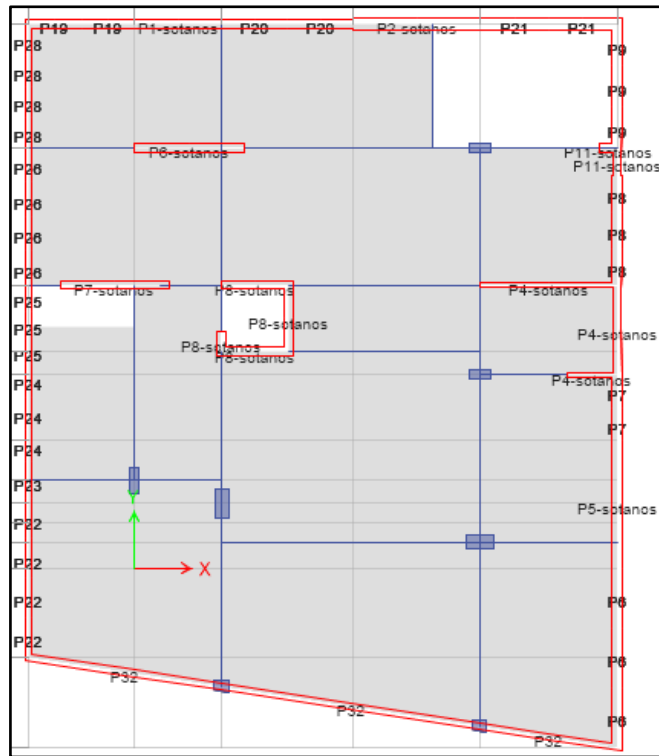 P19 P19 P1-sotanos P20 P20 P2-sotanos P21 P21
P28 P9
P28
P9
P28
P28 P9
P6-sotanos P11-sotanos
P26 P11-sotanos
P26 P8
P26 P8
P26 P8
P7-sotanos P8-sotanos P4-sotanos
P25
P25 P8-sotanos P4-sotanos
P8-sotanos
P25 P8-sotanos
P24 P4-sotanos
P7
P24 P7
P24
P23
Y
P22 P5-sotanos
P22 X
P22 P6
P22
P6
P32
P32 P6
P32